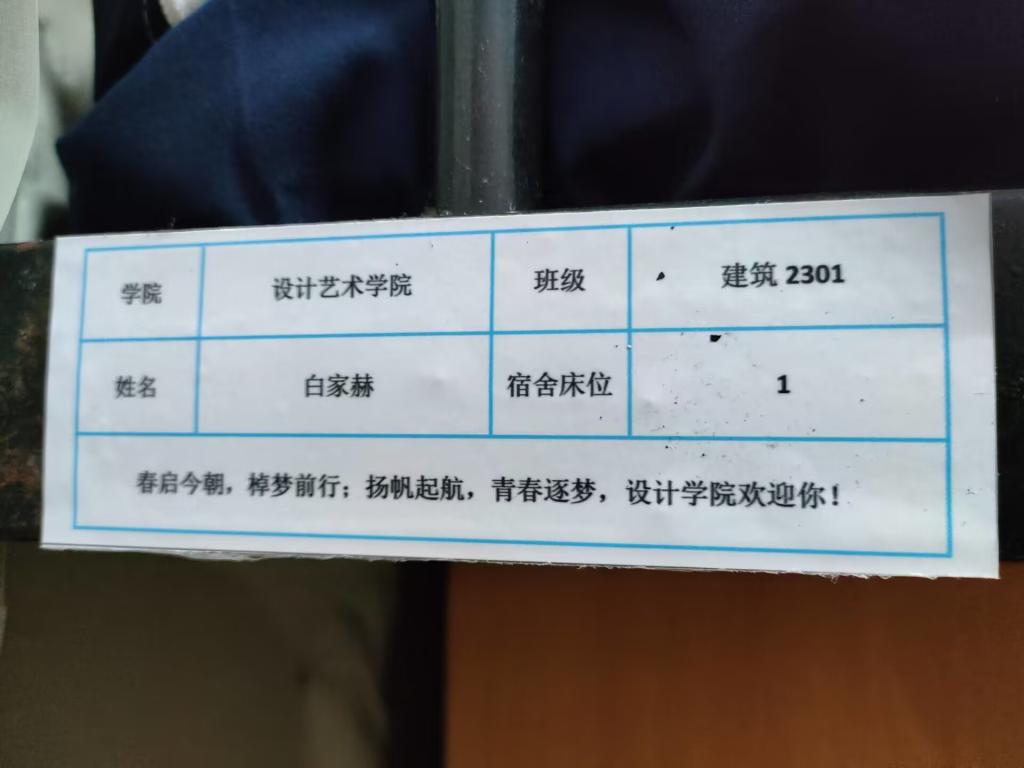 学院 设计艺术学院 班级 建筑 2301
姓名 白家赫 宿舍床位 1
春启今朝，棹梦前行；扬帆起航，青春逐梦，设计学院欢迎你！